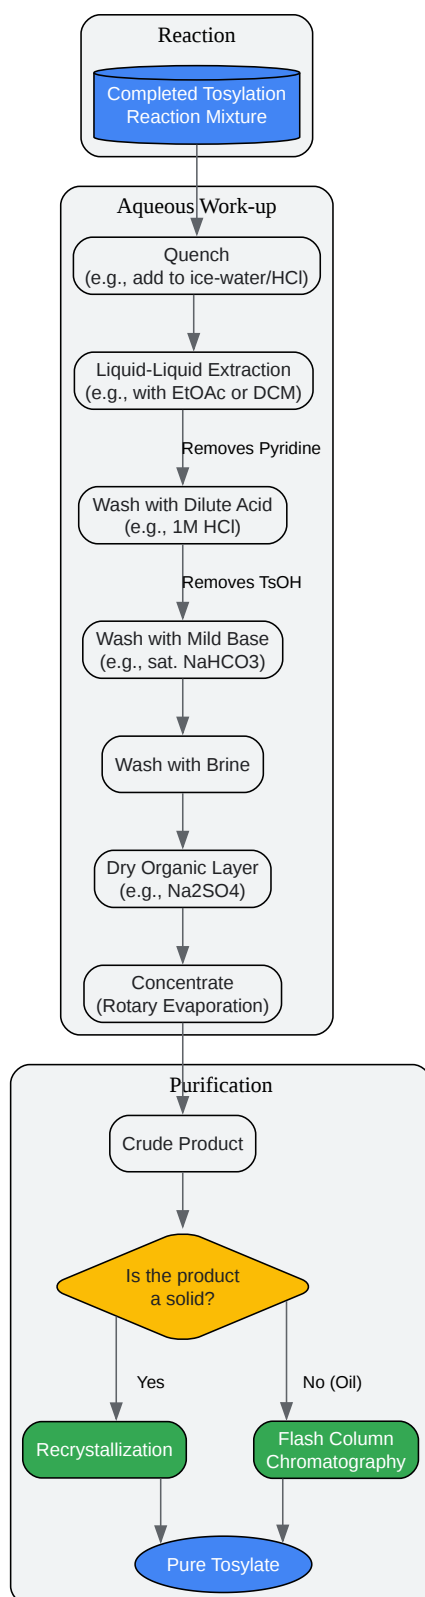 Reaction
Completed Tosylation
Reaction Mixture
Aqueous Work-up
Quench
(e.g., add to ice-water/HCl)
Liquid-Liquid Extraction
(e.g., with EtOAc or DCM)
Removes Pyridine
Wash with Dilute Acid
(e.g., 1M HCl)
Removes TsOH
Wash with Mild Base
(e.g., sat. NaHCO3)
Wash with Brine
Dry Organic Layer
(e.g., Na2SO4)
Concentrate
(Rotary Evaporation)
Purification
Crude Product
Is the product
a solid?
Yes
No (Oil)
Recrystallization
Flash Column
Chromatography
Pure Tosylate